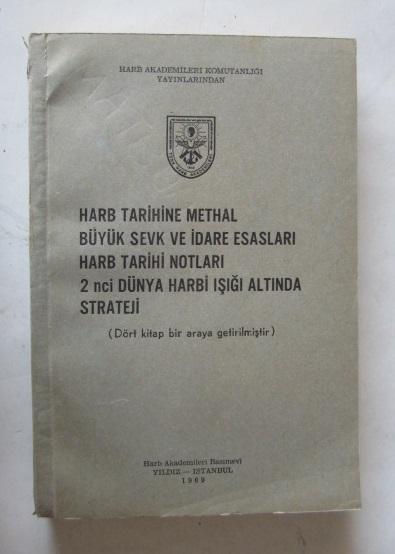 HARB AKADEMİLERİ KOMUTANLIĞI
YAYINLARINDAN
HARB TARİHİNE METHAL
BÜYÜK SEVK VE İDARE ESASLARI
HARB TARİHİ NOTLARI
2 nci DÜNYA HARBİ IŞIĞI ALTINDA
STRATEJİ
(Dört kitap bir araya getirilmiştir)
Harb Akademileri Basımevi
YILDIZ — ISTANBUL
1969